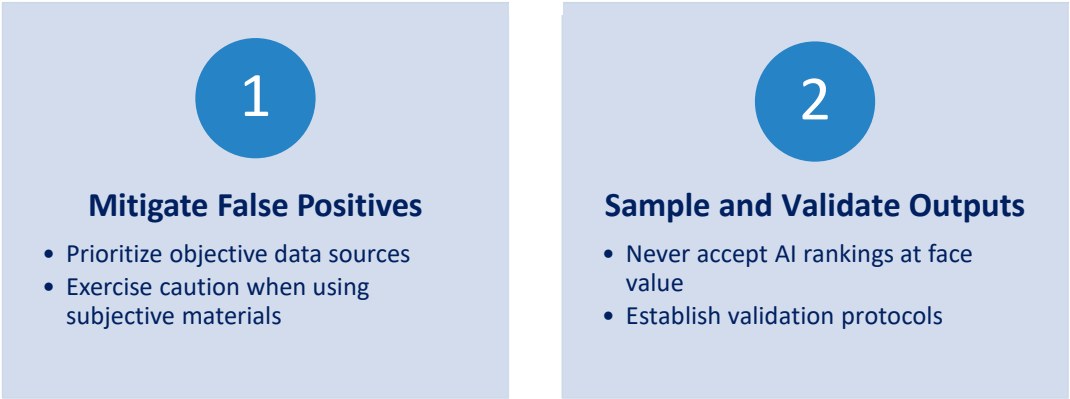 1
Mitigate False Positives
• Prioritize objective data sources
• Exercise caution when using
subjective materials
2
Sample and Validate Outputs
• Never accept AI rankings at face
value
• Establish validation protocols